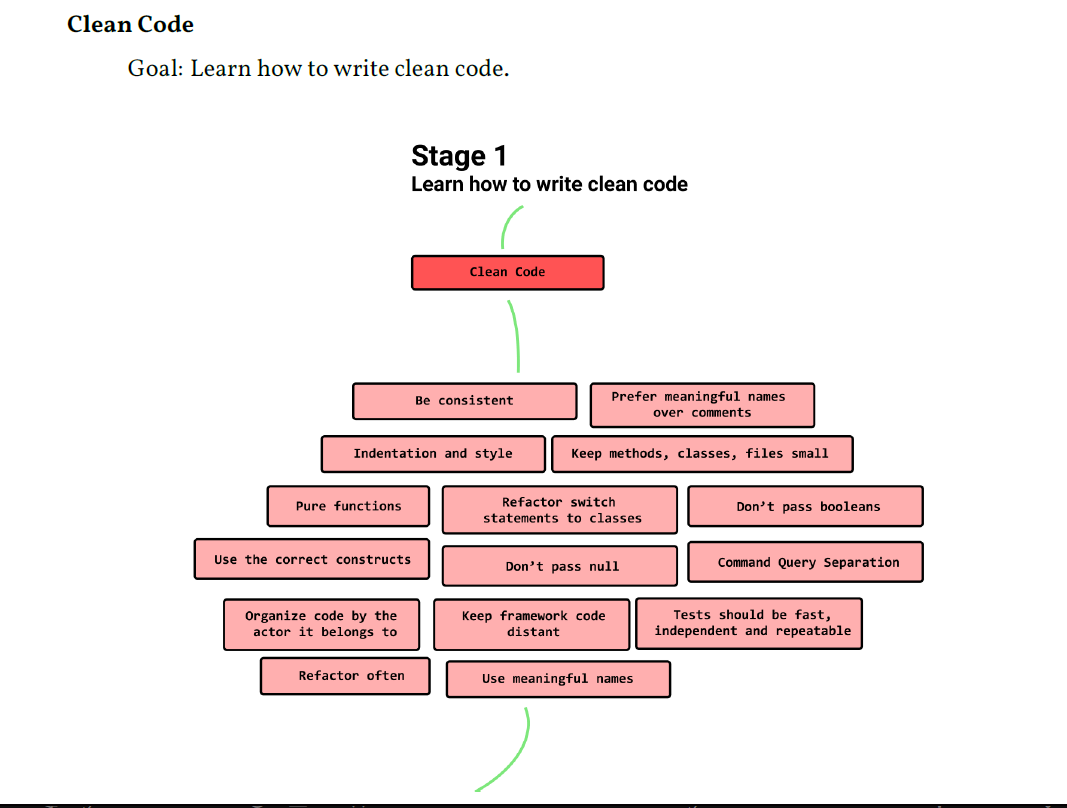 Clean Code
Goal: Learn how to write clean code.
Stage 1
Learn how to write clean code
Clean Code
Be consistent
Prefer meaningful names
over comments
Indentation and style
Keep methods, classes, files small
Pure functions
Refactor switch
statements to classes
Don’t pass booleans
Use the correct constructs
Don’t pass null
Command Query Separation
Organize code by the
actor it belongs to
Keep framework code
distant
Tests should be fast,
independent and repeatable
Refactor often
Use meaningful names